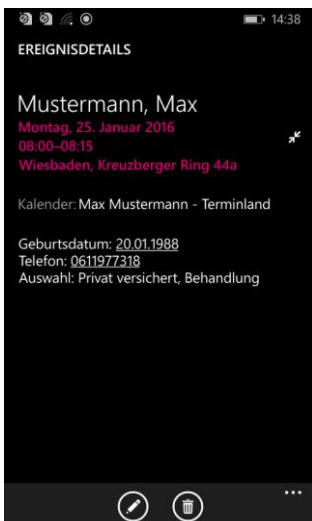 14:38
EREIGNISDETAILS
Mustermann, Max
Montag, 25. Januar 2016
08:00–08:15
Wiesbaden, Kreuzberger Ring 44a
Kalender: Max Mustermann - Terminland
Geburtsdatum: 20.01.1988
Telefon: 0611977318
Auswahl: Privat versichert, Behandlung